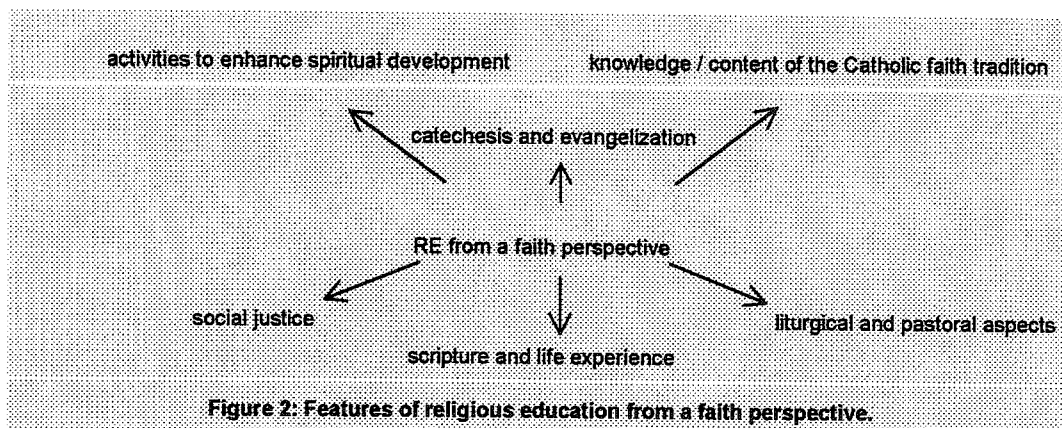 activities to enhance spiritual development
knowledge / content of the Catholic faith tradition
catechesis and evangelization
RE from a faith perspective
social justice
liturgical and pastoral aspects
scripture and life experience
Figure 2: Features of religious education from a faith perspective.